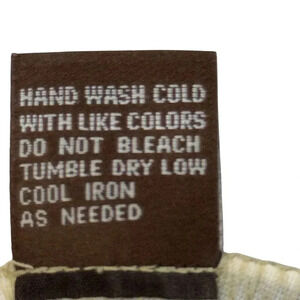 HAND WASH COLD
WITH LIKE COLORS
DO NOT BLEACH
TUMBLE DRY LOW
COOL IRON
AS NEEDED